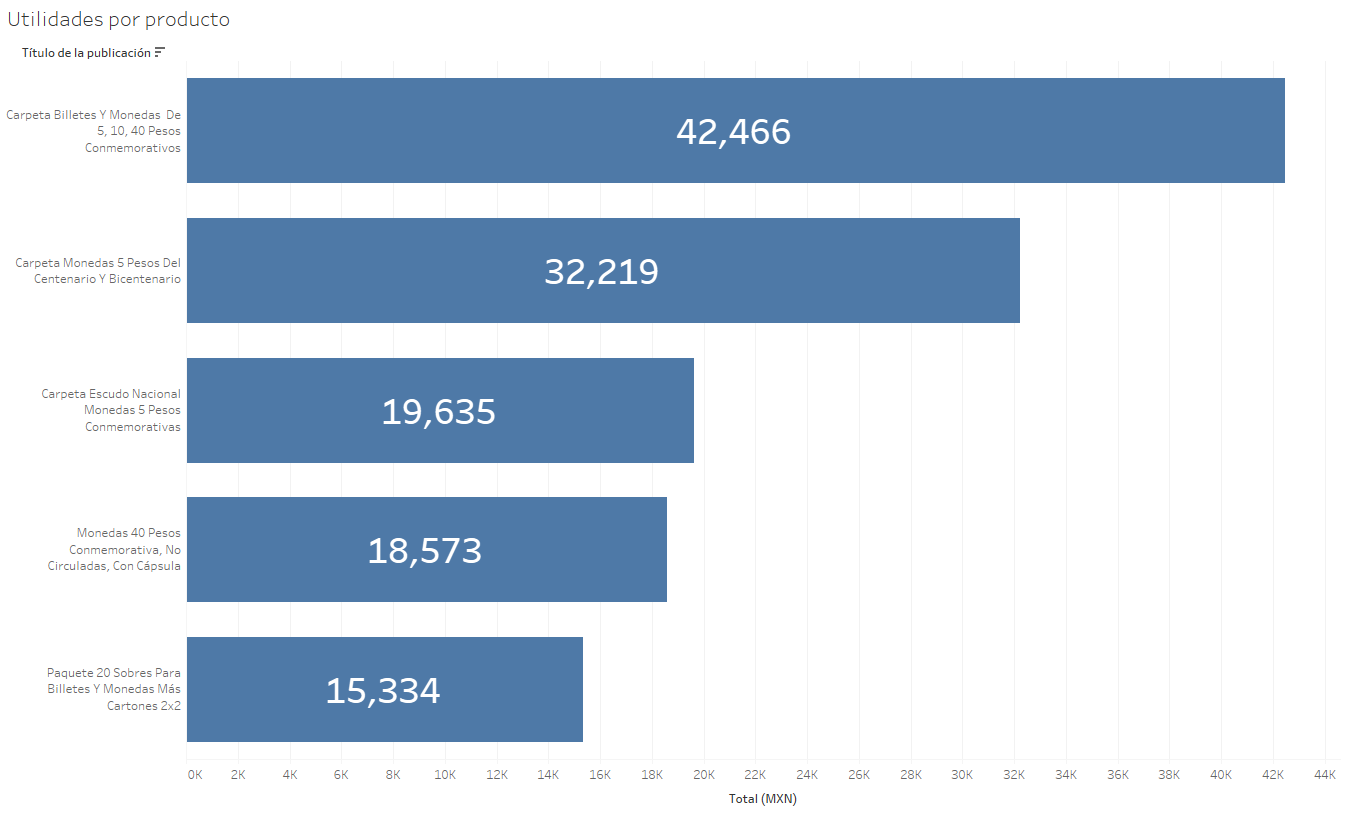 Utilidades por producto
Título de la publicación
Carpeta Billetes Y Monedas De
5, 10, 40 Pesos
Conmemorativos
42,466
Carpeta Monedas 5 Pesos Del
Centenario Y Bicentenario
32,219
Carpeta Escudo Nacional
Monedas 5 Pesos
Conmemorativas
19,635
Monedas 40 Pesos
Conmemorativa, No
Circuladas, Con Cápsula
18,573
Paquete 20 Sobres Para
Billetes Y Monedas Más
Cartones 2x2
15,334
0K 2K 4K 6K 8K 10K 12K 14K 16K 18K 20K 22K 24K 26K 28K 30K 32K 34K 36K 38K 40K 42K 44K
Total (MXN)